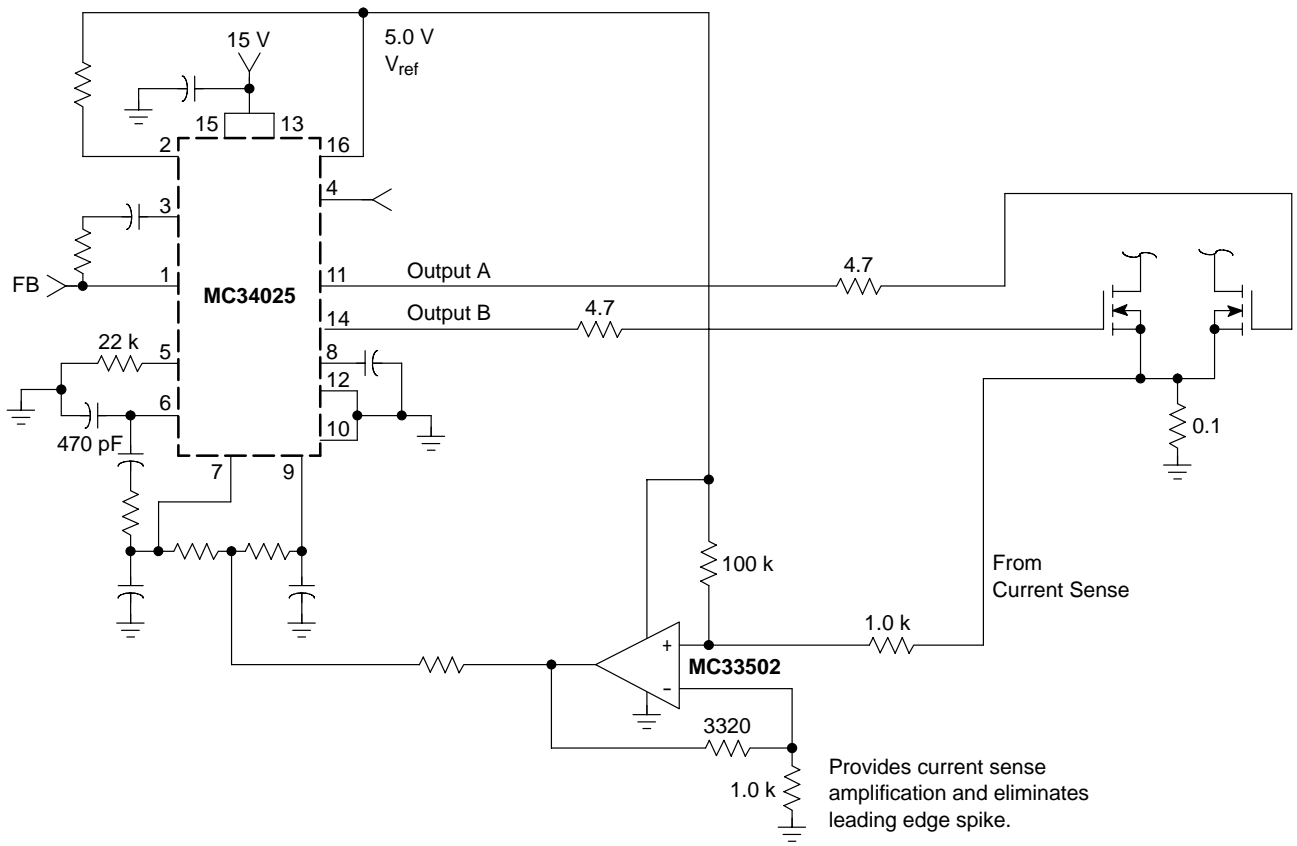 15 V
5.0 V
Vref
15
13
2
16
4
3
FB
1
MC34025
11
Output A
4.7
14
Output B
4.7
22 k
5
8
12
6
470 pF
10
7
9
0.1
100 k
From
Current Sense
1.0 k
+
MC33502
−
3320
1.0 k
Provides current sense
amplification and eliminates
leading edge spike.